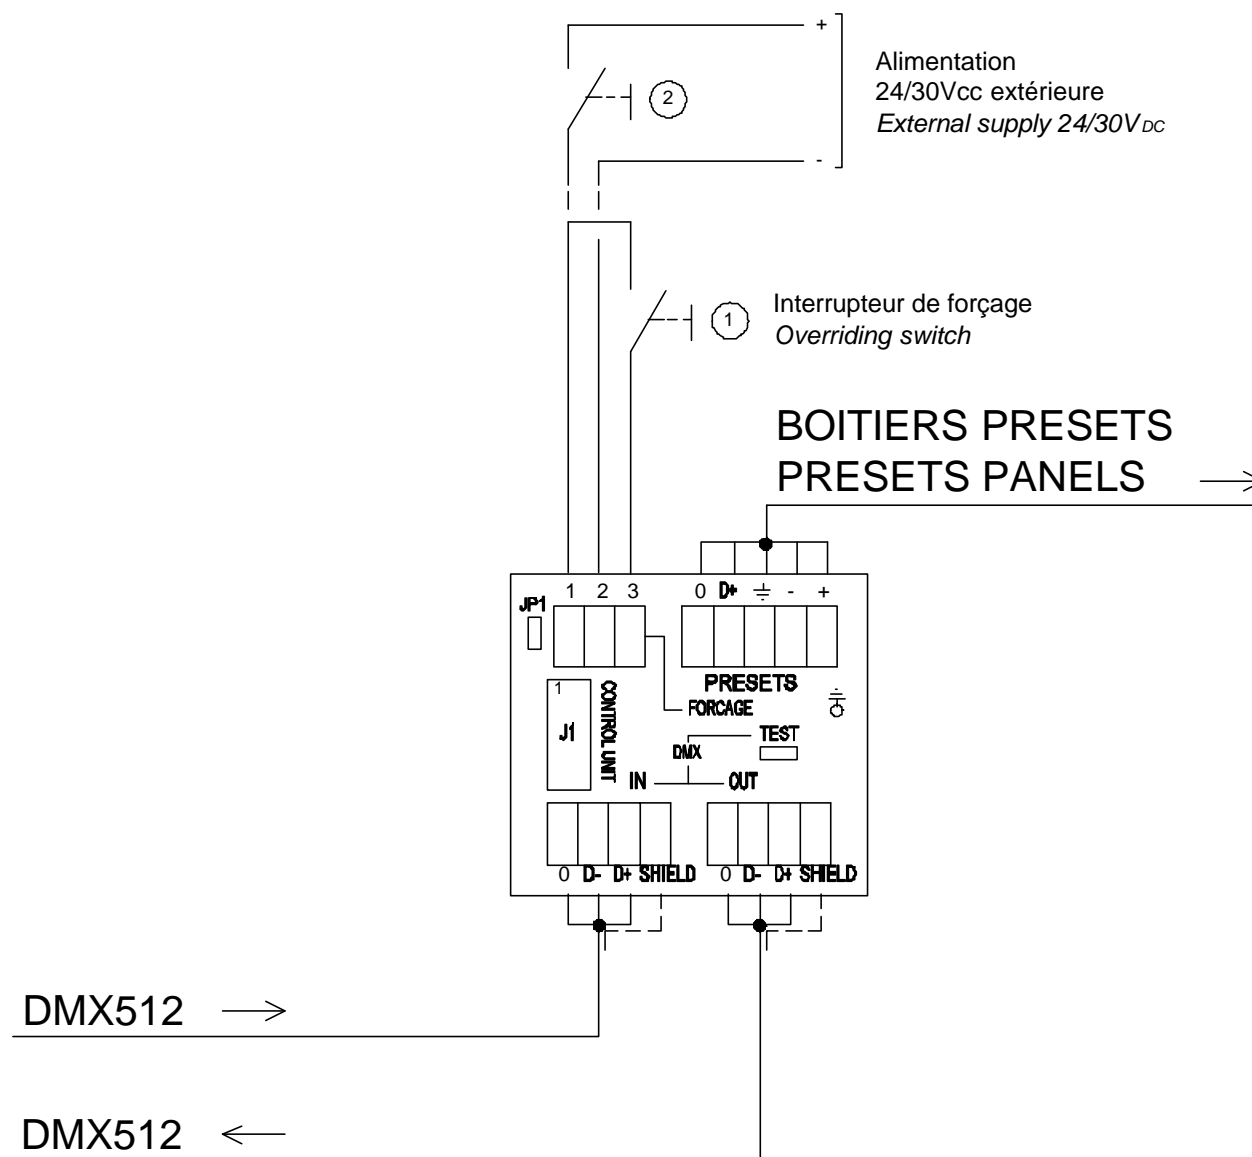 +
Alimentation
24/30Vcc extérieure
External supply 24/30VDC
2
-
1
Interrupteur de forçage
Overriding switch
BOITIERS PRESETS
PRESETS PANELS
1 2 3
0 D+ - +
JP1
PRESETS
FORCAGE
1
J1
CONTROL UNIT
TEST
DMX
IN
OUT
0 D- D+ SHIELD
0 D- D+ SHIELD
DMX512
DMX512